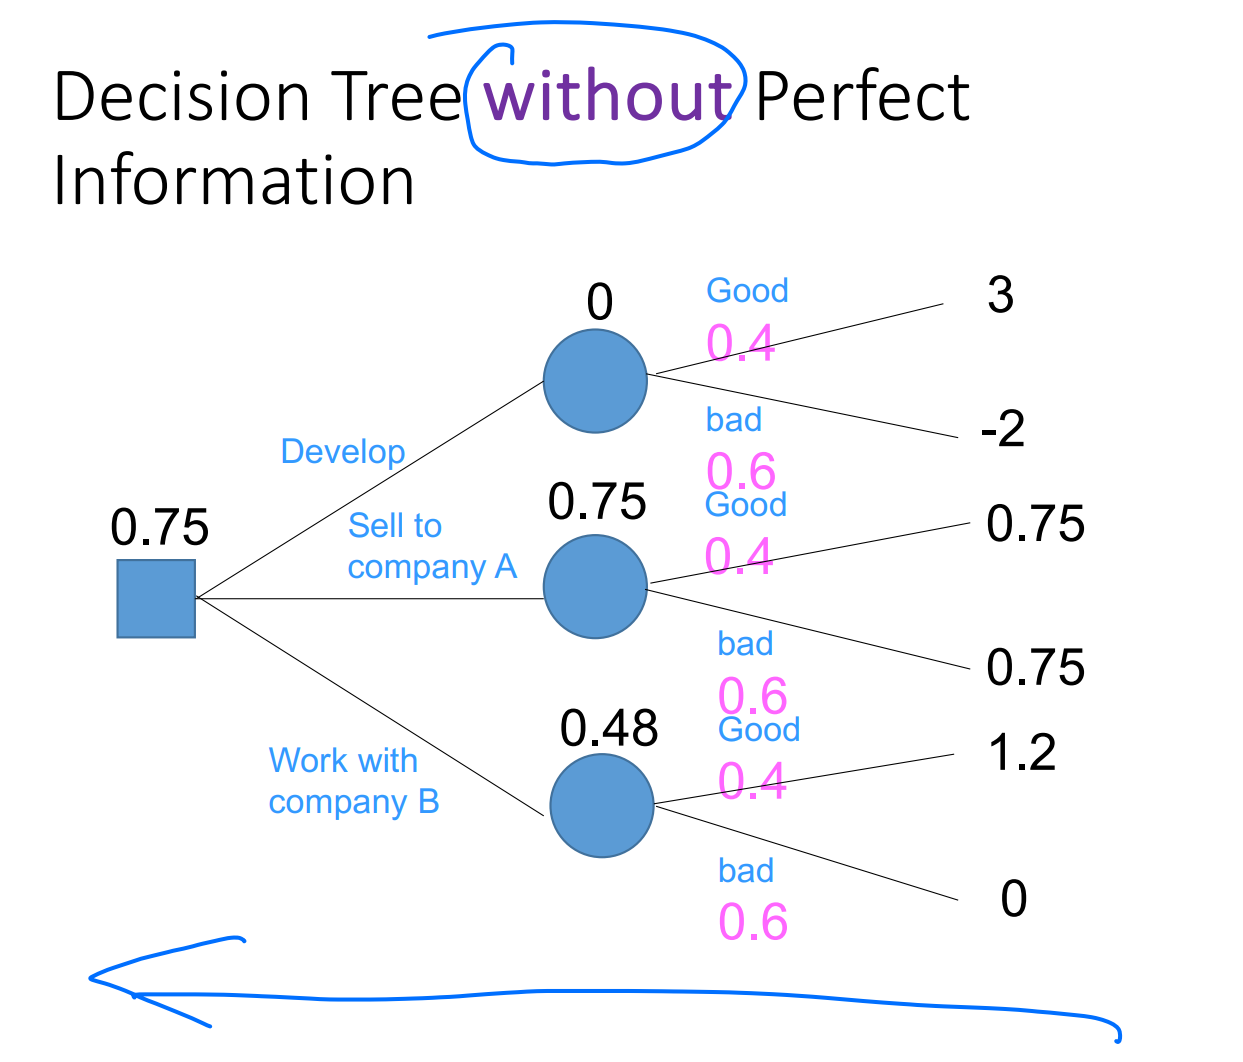 Decision Tree without Perfect
Information
0
Good
0.4
3
bad
0.6
-2
Develop
0.75
Good
0.4
0.75
0.75
Sell to
company A
bad
0.6
0.75
0.48
Good
0.4
1.2
Work with
company B
bad
0.6
0